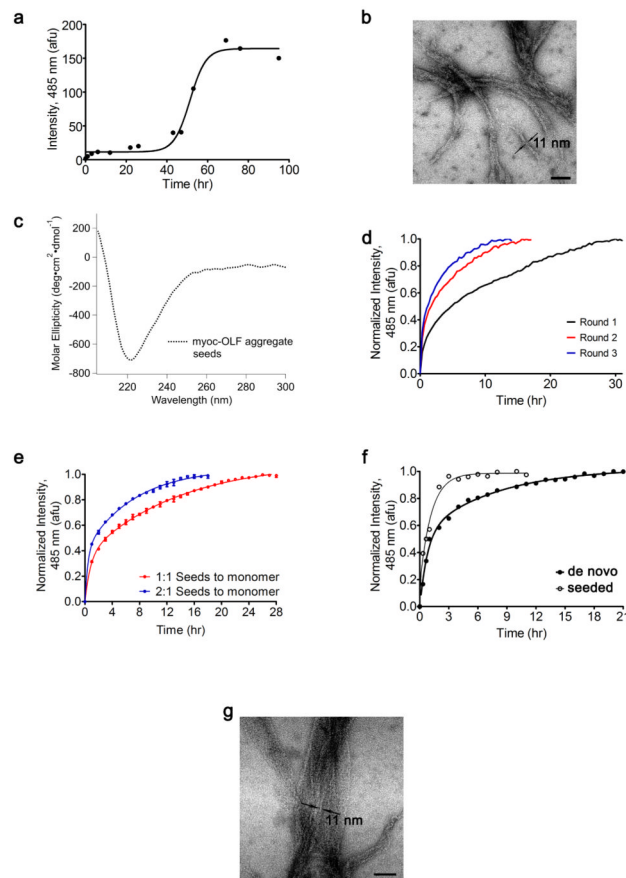 a
Intensity, 485 nm (afu)
200
150
100
50
0
0 20 40 60 80 100
Time (hr)
b
11 nm
c
Molar Ellipticity (deg•cm²•dmol⁻¹)
200
0
-200
-400
-600
-800
220 240 260 280 300
Wavelength (nm)
myoc-OLF aggregate
seeds
d
Normalized Intensity,
485 nm (afu)
1.0
0.8
0.6
0.4
0.2
0.0
0 10 20 30
Time (hr)
Round 1
Round 2
Round 3
e
Normalized Intensity,
485 nm (afu)
1.0
0.8
0.6
0.4
0.2
0.0
0 4 8 12 16 20 24 28
Time (hr)
1:1 Seeds to monomer
2:1 Seeds to monomer
f
Normalized Intensity,
485 nm (afu)
1.0
0.8
0.6
0.4
0.2
0.0
0 3 6 9 12 15 18 21
Time (hr)
de novo
seeded
g
11 nm